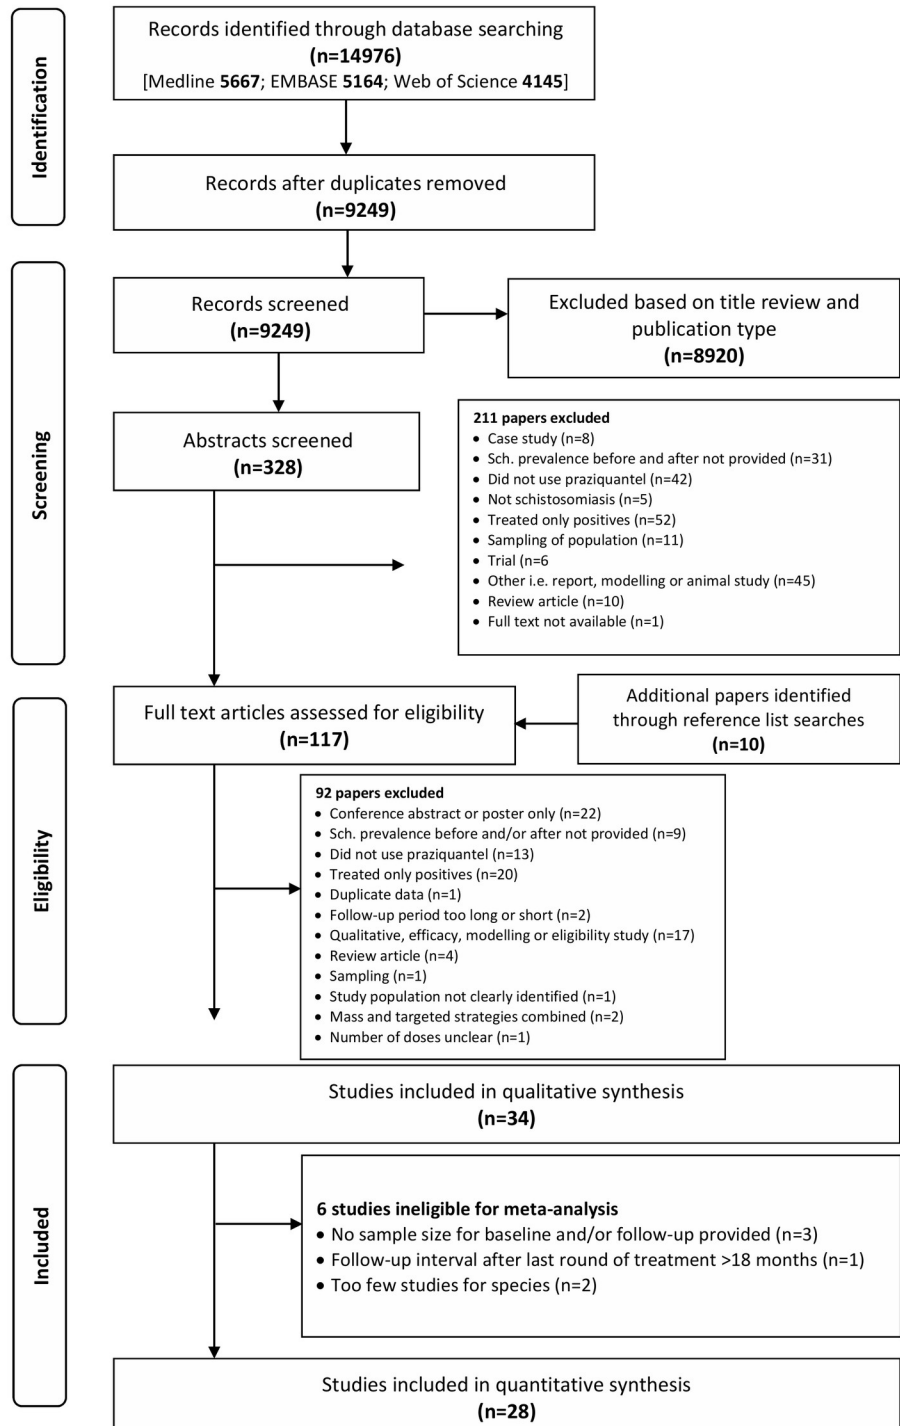 Identification
Records identified through database searching
(n=14976)
[Medline 5667; EMBASE 5164; Web of Science 4145]
Records after duplicates removed
(n=9249)
Screening
Records screened
(n=9249)
Excluded based on title review and
publication type
(n=8920)
Abstracts screened
(n=328)
211 papers excluded
• Case study (n=8)
• Sch. prevalence before and after not provided (n=31)
• Did not use praziquantel (n=42)
• Not schistosomiasis (n=5)
• Treated only positives (n=52)
• Sampling of population (n=11)
• Trial (n=6
• Other i.e. report, modelling or animal study (n=45)
• Review article (n=10)
• Full text not available (n=1)
Eligibility
Full text articles assessed for eligibility
(n=117)
Additional papers identified
through reference list searches
(n=10)
92 papers excluded
• Conference abstract or poster only (n=22)
• Sch. prevalence before and/or after not provided (n=9)
• Did not use praziquantel (n=13)
• Treated only positives (n=20)
• Duplicate data (n=1)
• Follow-up period too long or short (n=2)
• Qualitative, efficacy, modelling or eligibility study (n=17)
• Review article (n=4)
• Sampling (n=1)
• Study population not clearly identified (n=1)
• Mass and targeted strategies combined (n=2)
• Number of doses unclear (n=1)
Included
Studies included in qualitative synthesis
(n=34)
6 studies ineligible for meta-analysis
• No sample size for baseline and/or follow-up provided (n=3)
• Follow-up interval after last round of treatment >18 months (n=1)
• Too few studies for species (n=2)
Studies included in quantitative synthesis
(n=28)